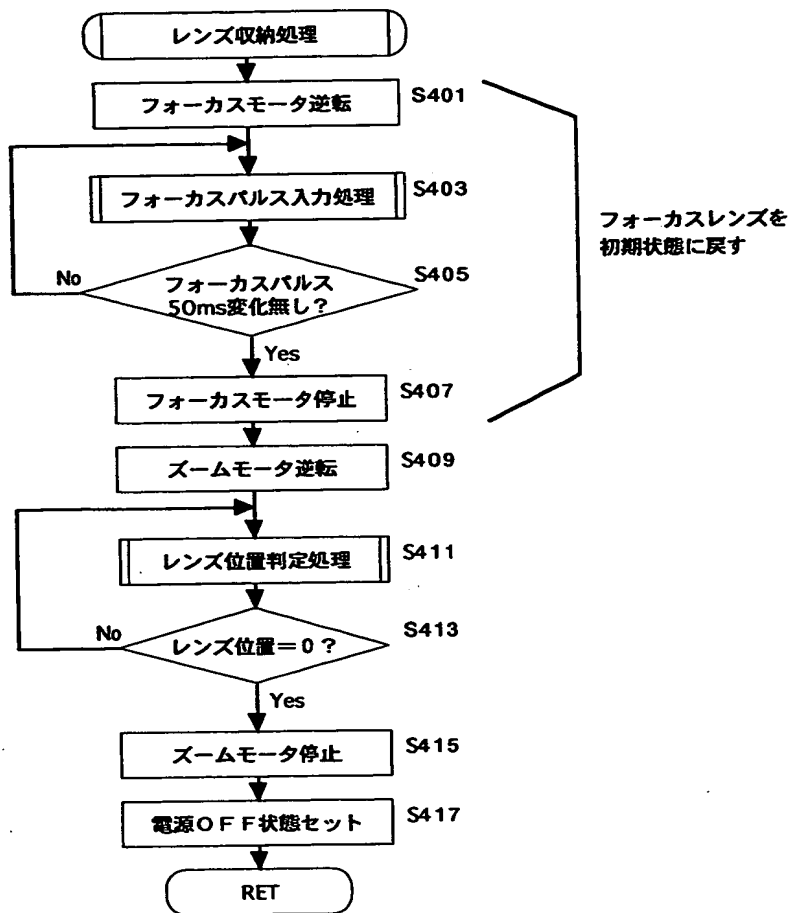 レンズ収納処理
フォーカスモータ逆転
S401
フォーカスパルス入力処理
S403
フォーカスレンズを
初期状態に戻す
フォーカスパルス
50ms変化無し?
S405
No
Yes
フォーカスモータ停止
S407
ズームモータ逆転
S409
レンズ位置判定処理
S411
レンズ位置=0?
S413
No
Yes
ズームモータ停止
S415
電源OFF状態セット
S417
RET